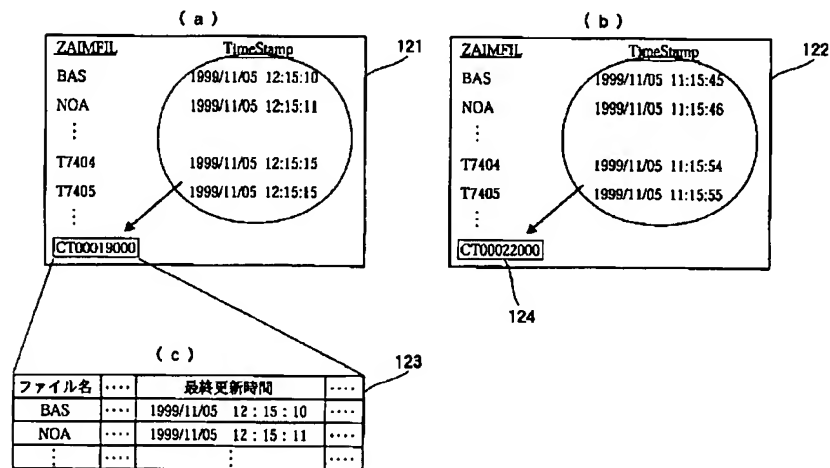 (a)
ZAIMFIL TimeStamp
BAS 1999/11/05 12:15:10
NOA 1999/11/05 12:15:11
⋮
T7404 1999/11/05 12:15:15
T7405 1999/11/05 12:15:15
⋮
CT00019000
121
(b)
ZAIMFIL TimeStamp
BAS 1999/11/05 11:15:45
NOA 1999/11/05 11:15:46
⋮
T7404 1999/11/05 11:15:54
T7405 1999/11/05 11:15:55
⋮
CT00022000
122
124
(c)
123
ファイル名 ‥‥ 最終更新時間 ‥‥
BAS ‥‥ 1999/11/05 12:15:10 ‥‥
NOA ‥‥ 1999/11/05 12:15:11 ‥‥
⋮ ‥‥ ⋮ ‥‥